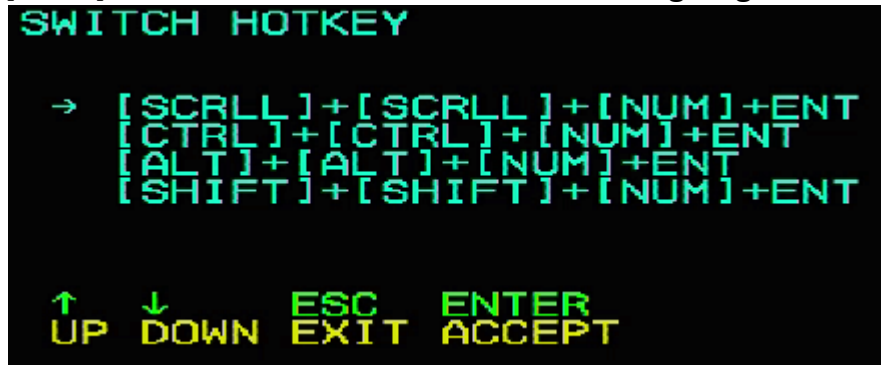 SWITCH HOTKEY
→ [SCRLL]+[SCRLL]+[NUM]+ENT
[CTRL]+[CTRL]+[NUM]+ENT
[ALT]+[ALT]+[NUM]+ENT
[SHIFT]+[SHIFT]+[NUM]+ENT
↑ ↓ ESC ENTER
UP DOWN EXIT ACCEPT